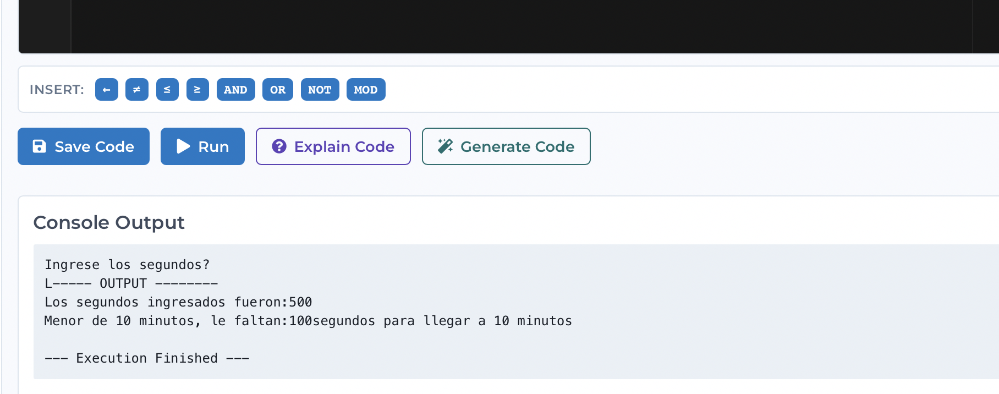 INSERT: ← ≠ ≤ ≥ AND OR NOT MOD
Save Code Run Explain Code Generate Code
Console Output
Ingrese los segundos?
L----- OUTPUT --------
Los segundos ingresados fueron:500
Menor de 10 minutos, le faltan:100segundos para llegar a 10 minutos
--- Execution Finished ---